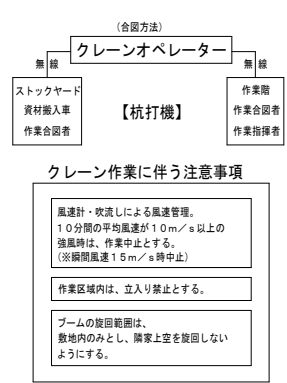 (合図方法)
クレーンオペレーター
無線
無線
ストックヤード
資材搬入車
作業合図者
【杭打機】
作業階
作業合図者
作業指揮者
クレーン作業に伴う注意事項
風速計・吹流しによる風速管理。
10分間の平均風速が10m/s以上の
強風時は、作業中止とする。
(※瞬間風速15m/s時中止)
作業区域内は、立入り禁止とする。
ブームの旋回範囲は、
敷地内のみとし、隣家上空を旋回しない
ようにする。